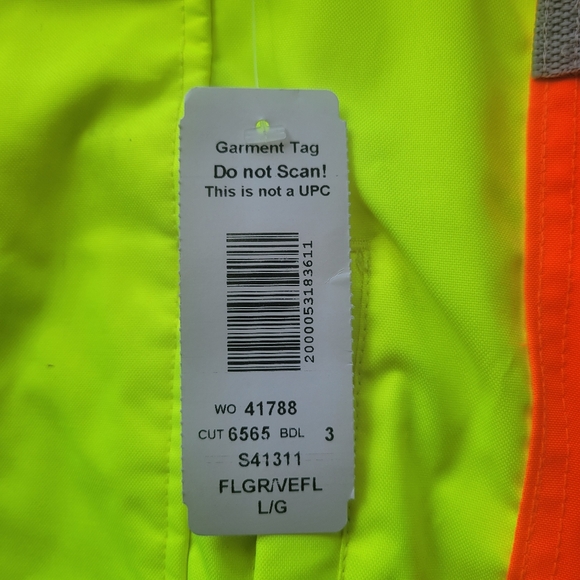 Garment Tag
Do not Scan!
This is not a UPC
2000053183611
WO 41788
CUT 6565 BDL 3
S41311
FLGR/VEFL
L/G